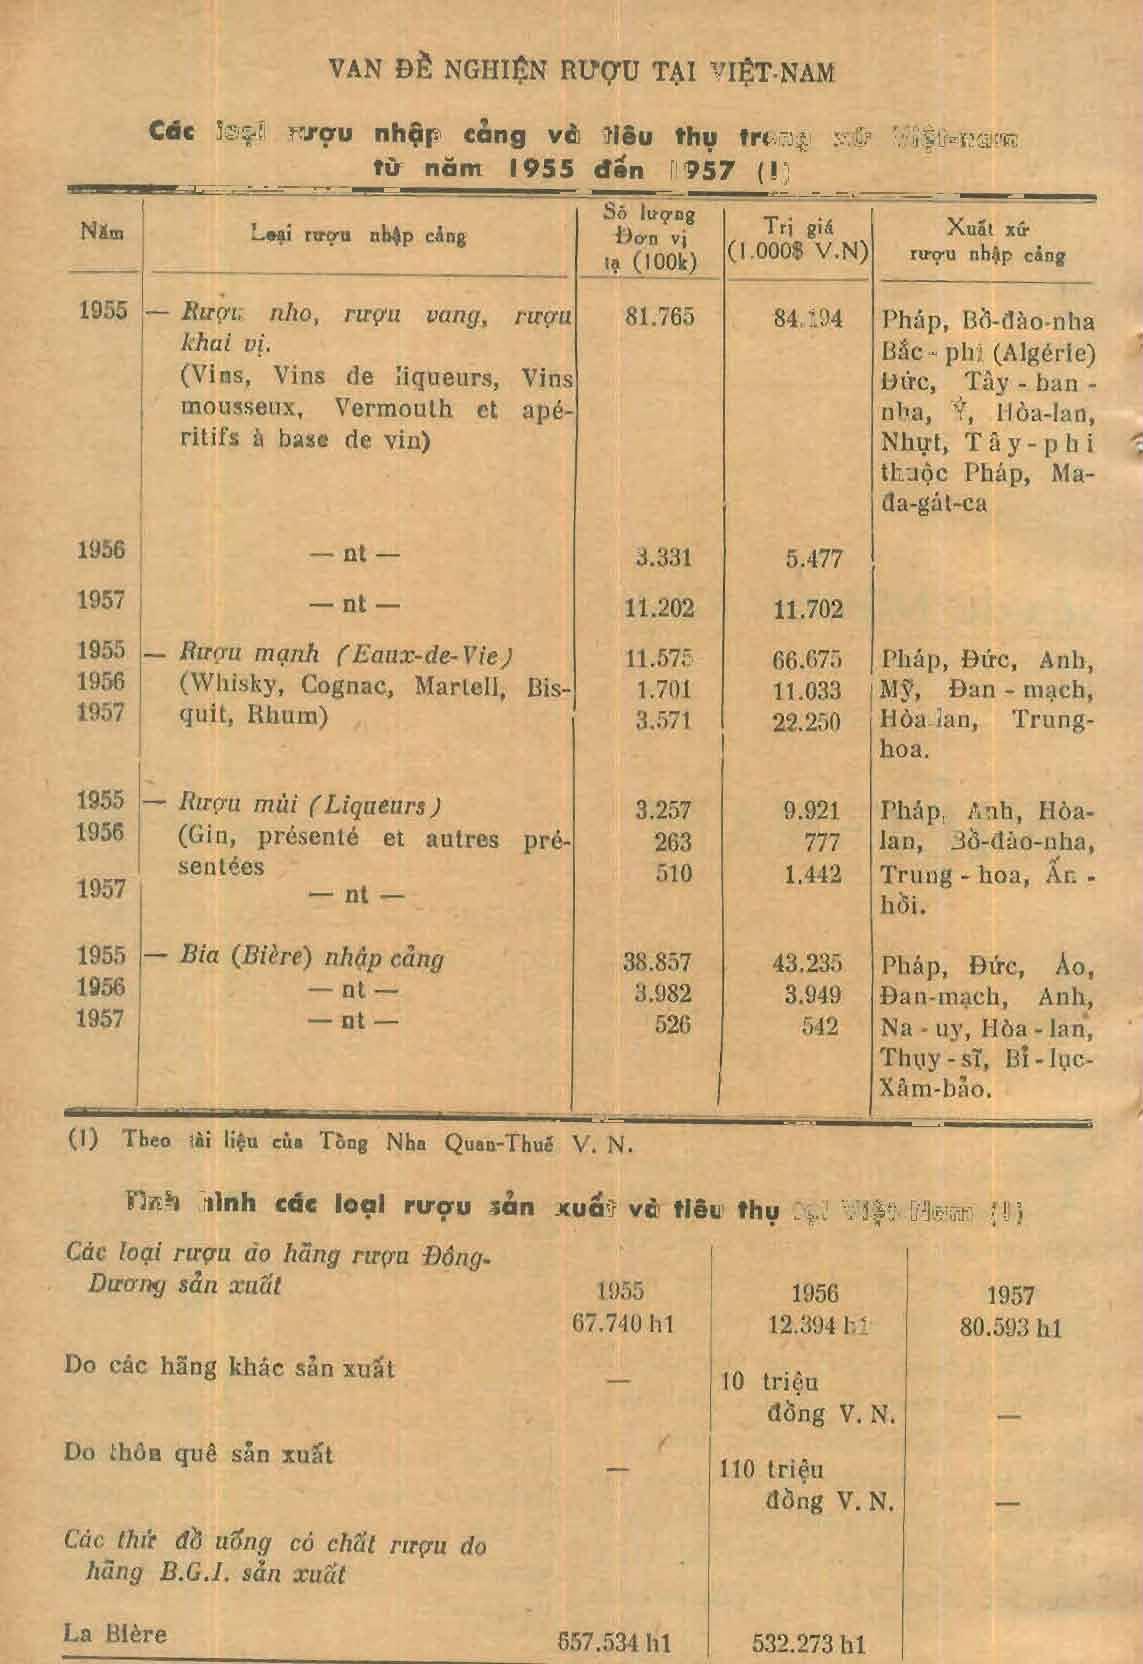 VAN ĐỀ NGHIỆN RƯỢU TẠI VIỆT-NAM
Các loại rượu nhập cảng và tiêu thụ trong xứ Việt-nam
từ năm 1955 đến 1957 (1)
Năm Loại rượu nhập cảng Số lượng Đơn vị tạ (100k) Trị giá (1.000$ V.N) Xuất xứ rượu nhập cảng
1955 — Rượu nho, rượu vang, rượu 81.765 84.194 Pháp, Bồ-đào-nha
khai vị. Bắc - phi (Algérie)
(Vins, Vins de liqueurs, Vins Đức, Tây - ban -
mousseux, Vermouth et apé- nha, Ý, Hòa-lan,
ritifs à base de vin) Nhựt, Tây-phi
thuộc Pháp, Ma-
đa-gát-ca
1956 — nt — 3.331 5.477
1957 — nt — 11.202 11.702
1955 — Rượu mạnh (Eaux-de-Vie) 11.575 66.675 Pháp, Đức, Anh,
1956 (Whisky, Cognac, Martell, Bis- 1.701 11.033 Mỹ, Đan - mạch,
1957 quit, Rhum) 3.571 22.250 Hòa-lan, Trung-
hoa.
1955 — Rượu mùi (Liqueurs) 3.257 9.921 Pháp, Anh, Hòa-
1956 (Gin, présenté et autres pré- 263 777 lan, Bồ-đào-nha,
sentées 510 1.442 Trung - hoa, Ấn -
1957 — nt — hồi.
1955 — Bia (Bière) nhập cảng 38.857 43.235 Pháp, Đức, Áo,
1956 — nt — 3.982 3.949 Đan-mạch, Anh,
1957 — nt — 526 542 Na - uy, Hòa - lan,
Thụy - sĩ, Bỉ - lục-
Xâm-bảo.
(1) Theo tài liệu của Tổng Nha Quan-Thuế V. N.
Tình hình các loại rượu sản xuất và tiêu thụ tại Việt Nam (1)
Các loại rượu do hãng rượu Đông-
Dương sản xuất 1955 1956 1957
67.740 h1 12.394 h1 80.593 h1
Do các hãng khác sản xuất — 10 triệu
đồng V. N. —
Do thôn quê sản xuất — 110 triệu
đồng V. N. —
Các thứ đồ uống có chất rượu do
hãng B.G.I. sản xuất
La Bière 657.534 h1 532.273 h1